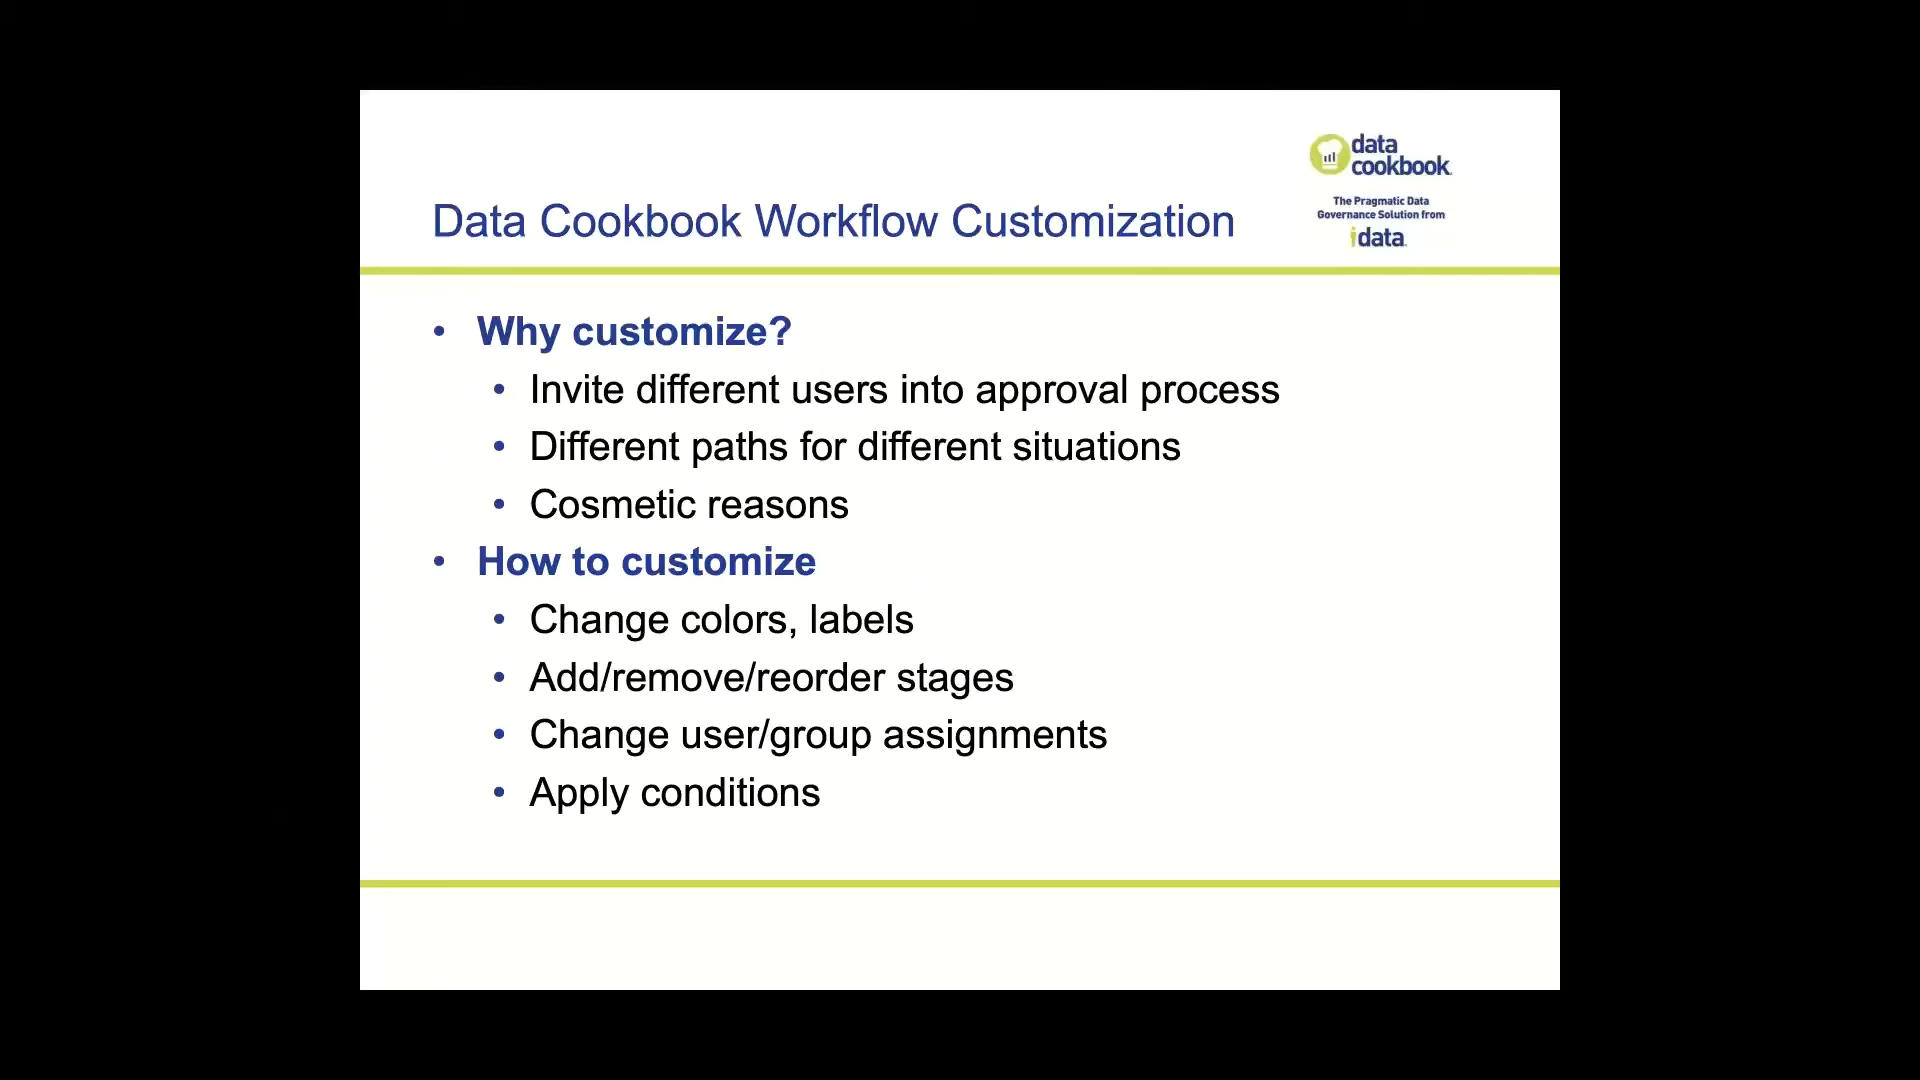 data
cookbook
The Pragmatic Data
Governance Solution from
idata
Data Cookbook Workflow Customization
• Why customize?
• Invite different users into approval process
• Different paths for different situations
• Cosmetic reasons
• How to customize
• Change colors, labels
• Add/remove/reorder stages
• Change user/group assignments
• Apply conditions